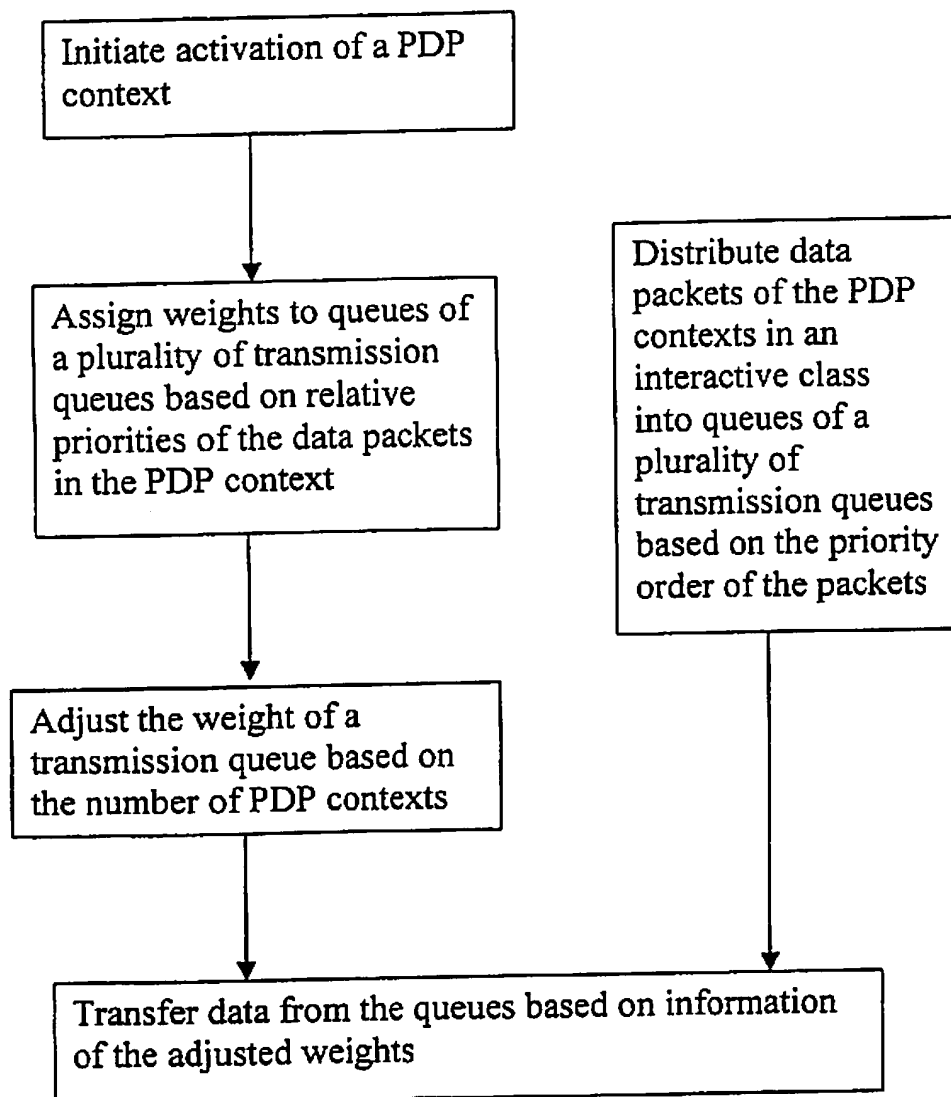 Initiate activation of a PDP
context
Assign weights to queues of
a plurality of transmission
queues based on relative
priorities of the data packets
in the PDP context
Distribute data
packets of the PDP
contexts in an
interactive class
into queues of a
plurality of
transmission queues
based on the priority
order of the packets
Adjust the weight of a
transmission queue based on
the number of PDP contexts
Transfer data from the queues based on information
of the adjusted weights